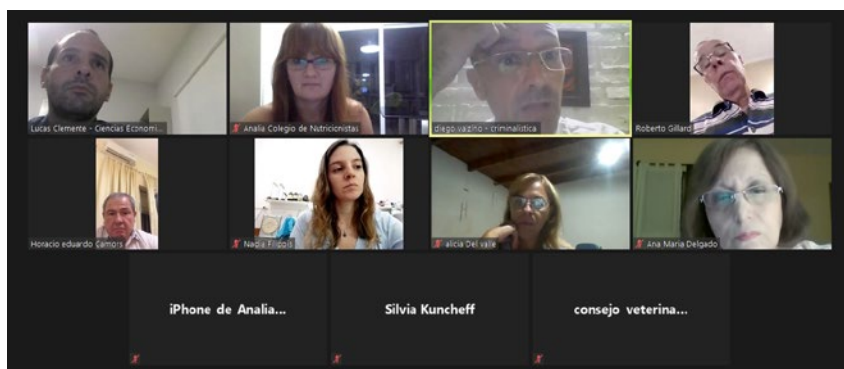 Lucas Clemente - Ciencias Economi...
Analia Colegio de Nutricionistas
diego vazino - criminalistica
Roberto Gillard
Horacio eduardo Camors
Nadia Filippis
alicia Del valle
Ana Maria Delgado
iPhone de Analia...
Silvia Kuncheff
consejo veterina...